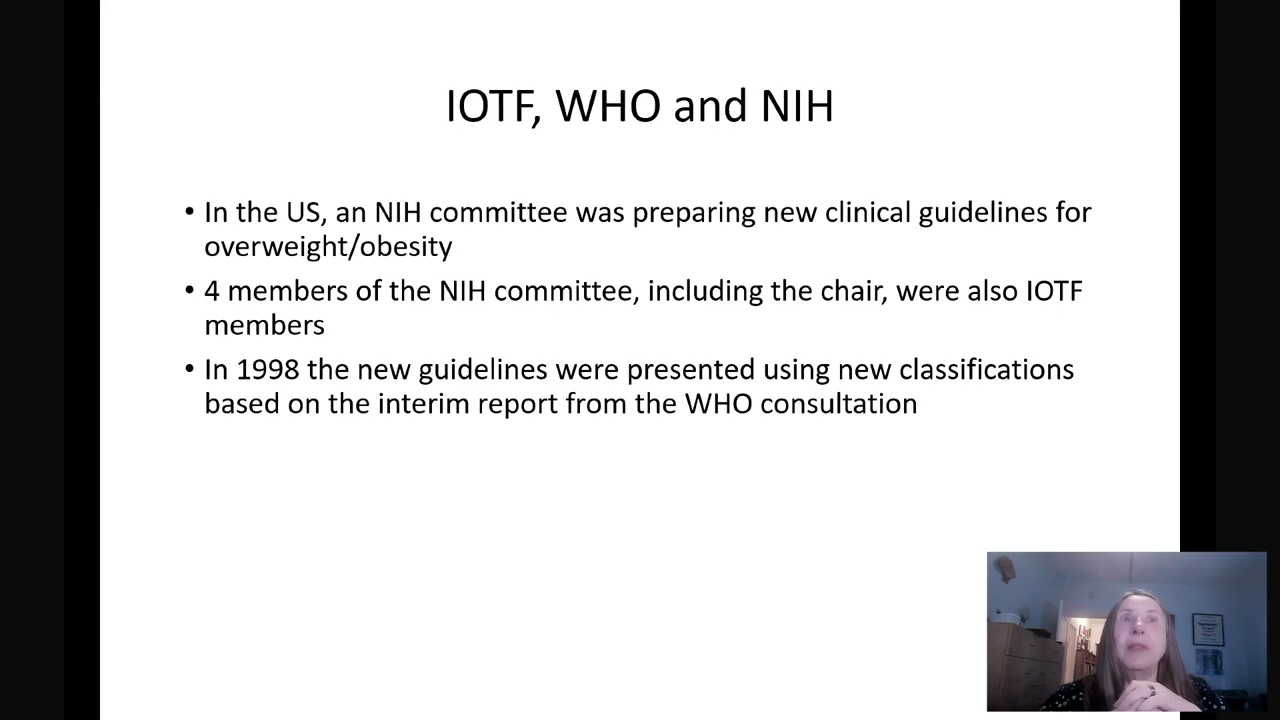 IOTF, WHO and NIH
• In the US, an NIH committee was preparing new clinical guidelines for
overweight/obesity
• 4 members of the NIH committee, including the chair, were also IOTF
members
• In 1998 the new guidelines were presented using new classifications
based on the interim report from the WHO consultation